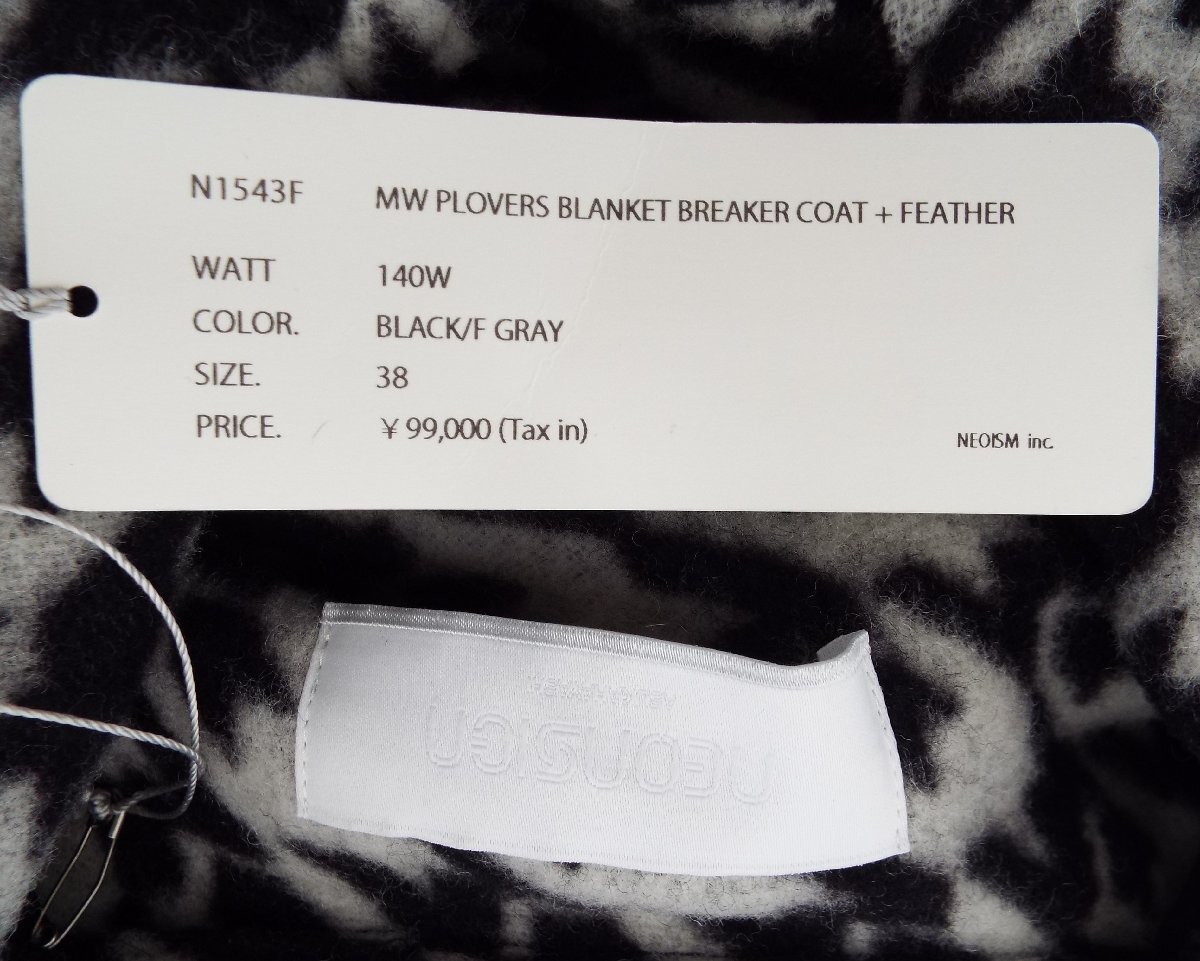 N1543F MW PLOVERS BLANKET BREAKER COAT + FEATHER
WATT 140W
COLOR. BLACK/F GRAY
SIZE. 38
PRICE. ¥ 99,000 (Tax in)
NEOISM inc.
neonsign